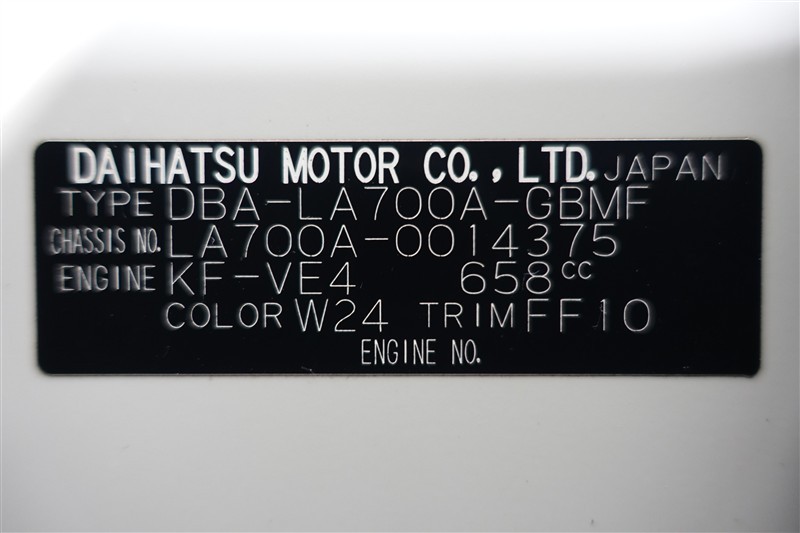 DAIHATSU MOTOR CO., LTD. JAPAN
TYPE DBA-LA700A-GBMF
CHASSIS NO. LA700A-0014375
ENGINE KF-VE4 658CC
COLOR W24 TRIM FF10
ENGINE NO.